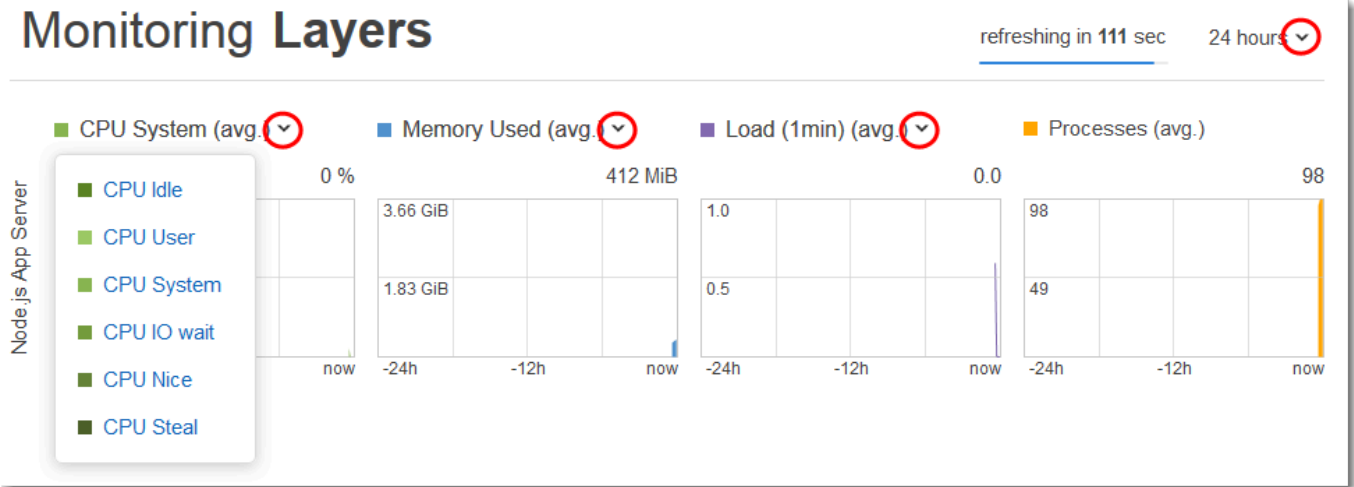 Monitoring Layers
refreshing in 111 sec
24 hours
CPU System (avg.)
Memory Used (avg.)
Load (1min) (avg.)
Processes (avg.)
Node.js App Server
CPU Idle
CPU User
CPU System
CPU IO wait
CPU Nice
CPU Steal
0 %
now
412 MiB
3.66 GiB
1.83 GiB
-24h -12h now
0.0
1.0
0.5
-24h -12h now
98
98
49
-24h -12h now